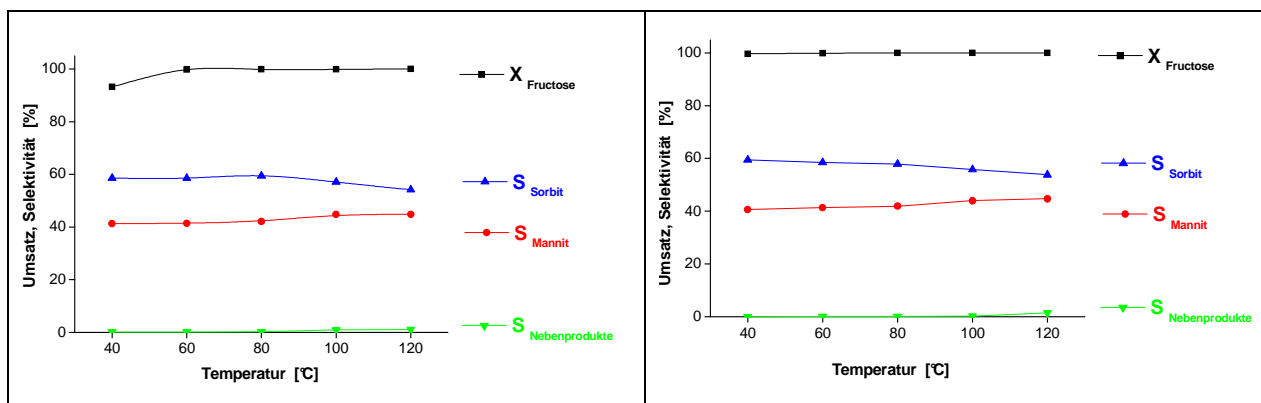 Umsatz, Selektivität [%]
100
80
60
40
20
0
40 60 80 100 120
Temperatur [°C]
X Fructose
S Sorbit
S Mannit
S Nebenprodukte
Umsatz, Selektivität [%]
100
80
60
40
20
0
40 60 80 100 120
Temperatur [°C]
X Fructose
S Sorbit
S Mannit
S Nebenprodukte